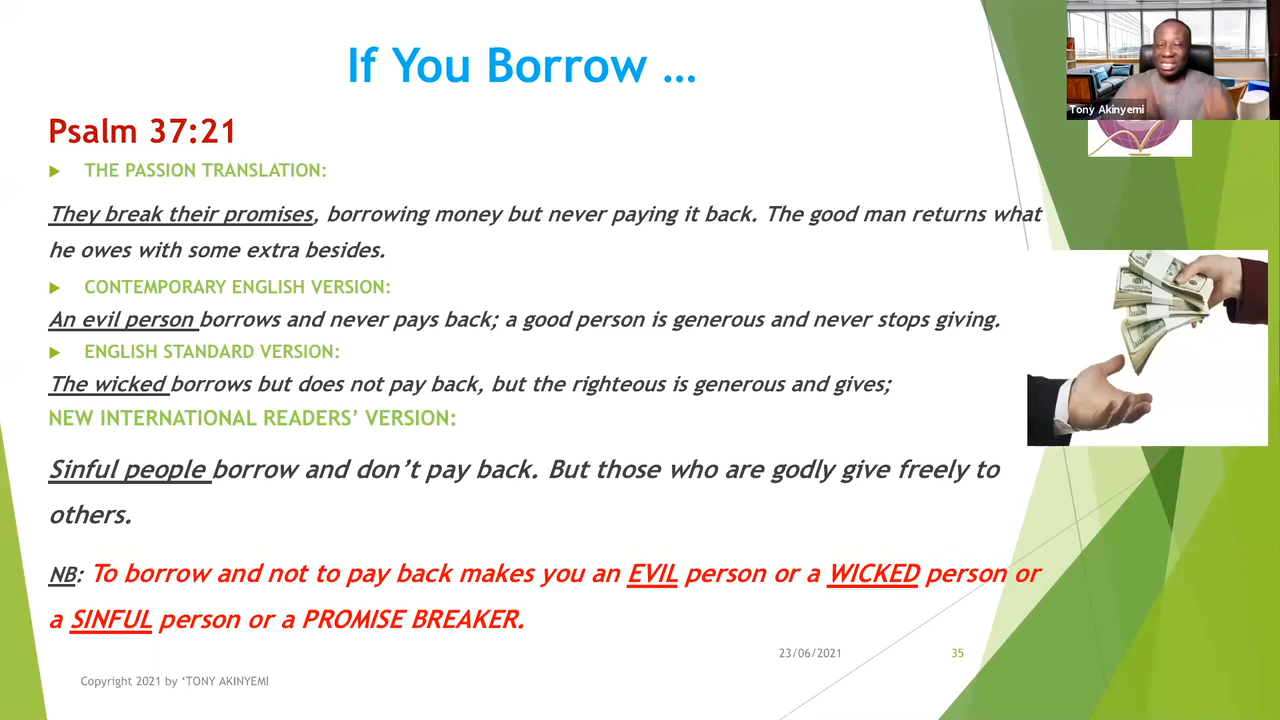 If You Borrow ...
Tony Akinyemi
Psalm 37:21
THE PASSION TRANSLATION:
They break their promises, borrowing money but never paying it back. The good man returns what
he owes with some extra besides.
CONTEMPORARY ENGLISH VERSION:
An evil person borrows and never pays back; a good person is generous and never stops giving.
ENGLISH STANDARD VERSION:
The wicked borrows but does not pay back, but the righteous is generous and gives;
NEW INTERNATIONAL READERS’ VERSION:
Sinful people borrow and don’t pay back. But those who are godly give freely to
others.
NB: To borrow and not to pay back makes you an EVIL person or a WICKED person or
a SINFUL person or a PROMISE BREAKER.
23/06/2021
35
Copyright 2021 by ‘TONY AKINYEMI